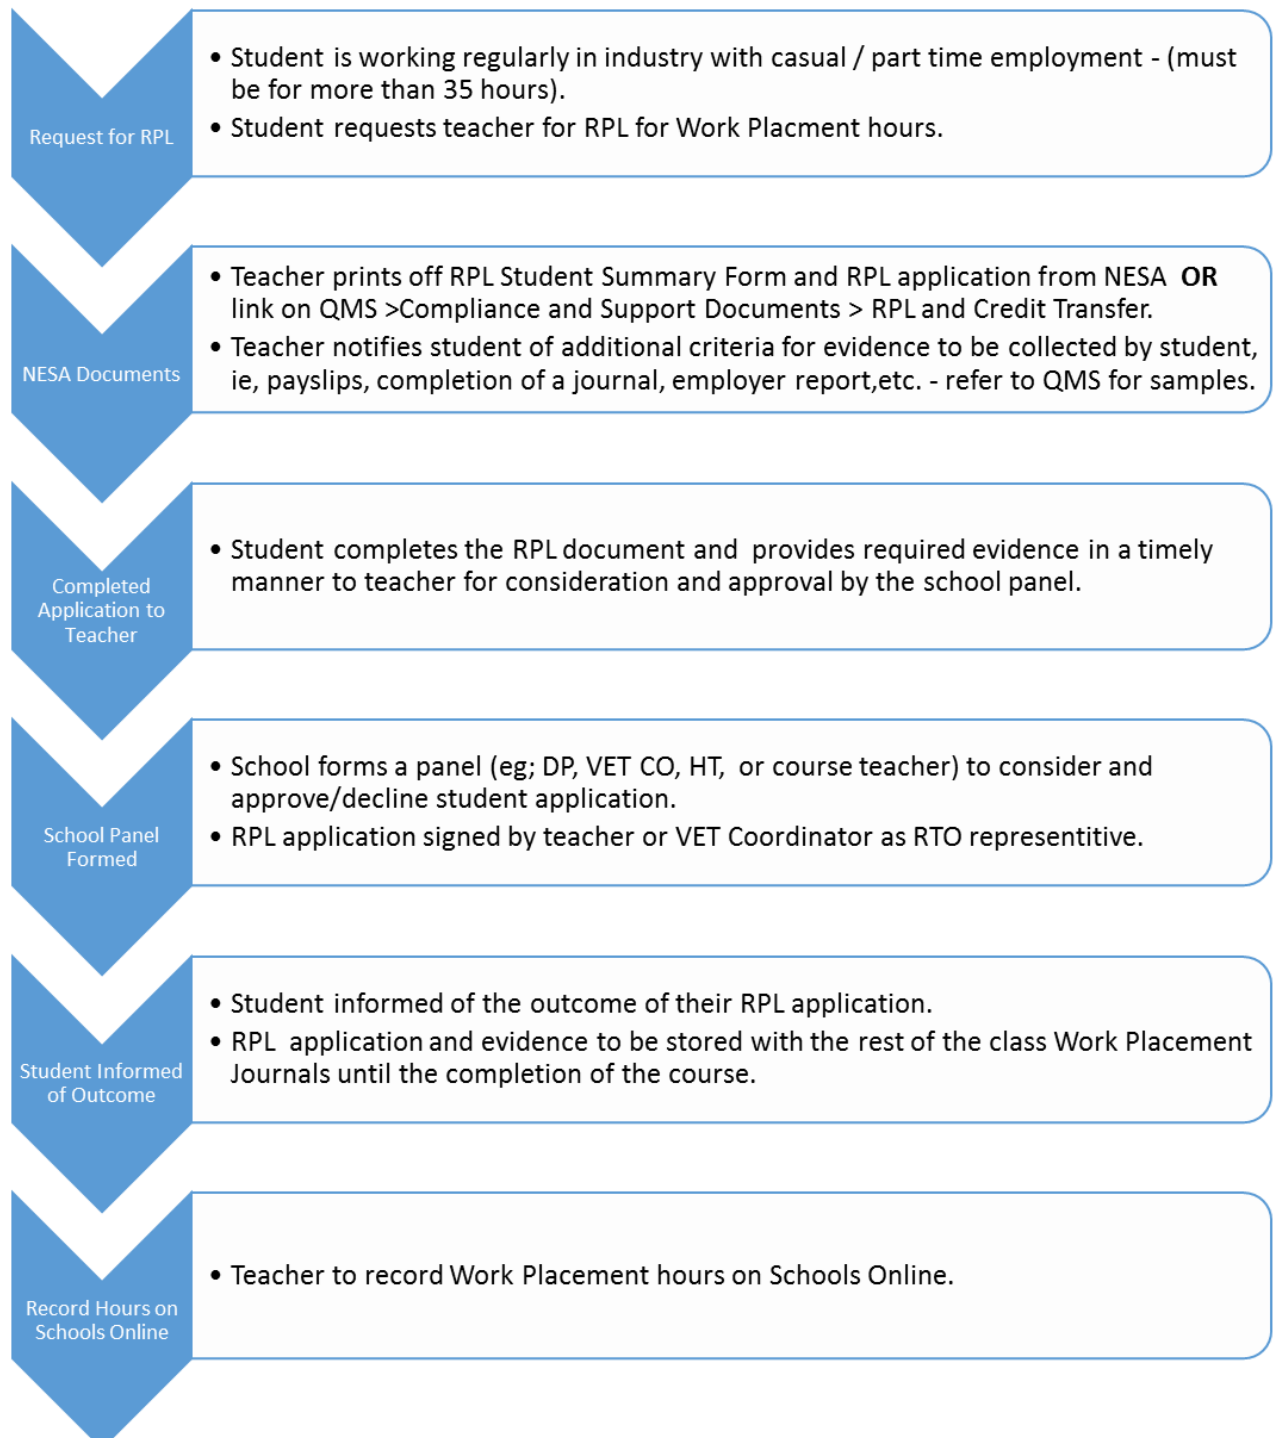 Request for RPL
• Student is working regularly in industry with casual / part time employment - (must
be for more than 35 hours).
• Student requests teacher for RPL for Work Placment hours.
NESA Documents
• Teacher prints off RPL Student Summary Form and RPL application from NESA OR
link on QMS >Compliance and Support Documents > RPL and Credit Transfer.
• Teacher notifies student of additional criteria for evidence to be collected by student,
ie, payslips, completion of a journal, employer report,etc. - refer to QMS for samples.
Completed
Application to
Teacher
• Student completes the RPL document and provides required evidence in a timely
manner to teacher for consideration and approval by the school panel.
School Panel
Formed
• School forms a panel (eg; DP, VET CO, HT, or course teacher) to consider and
approve/decline student application.
• RPL application signed by teacher or VET Coordinator as RTO representitive.
Student Informed
of Outcome
• Student informed of the outcome of their RPL application.
• RPL application and evidence to be stored with the rest of the class Work Placement
Journals until the completion of the course.
Record Hours on
Schools Online
• Teacher to record Work Placement hours on Schools Online.